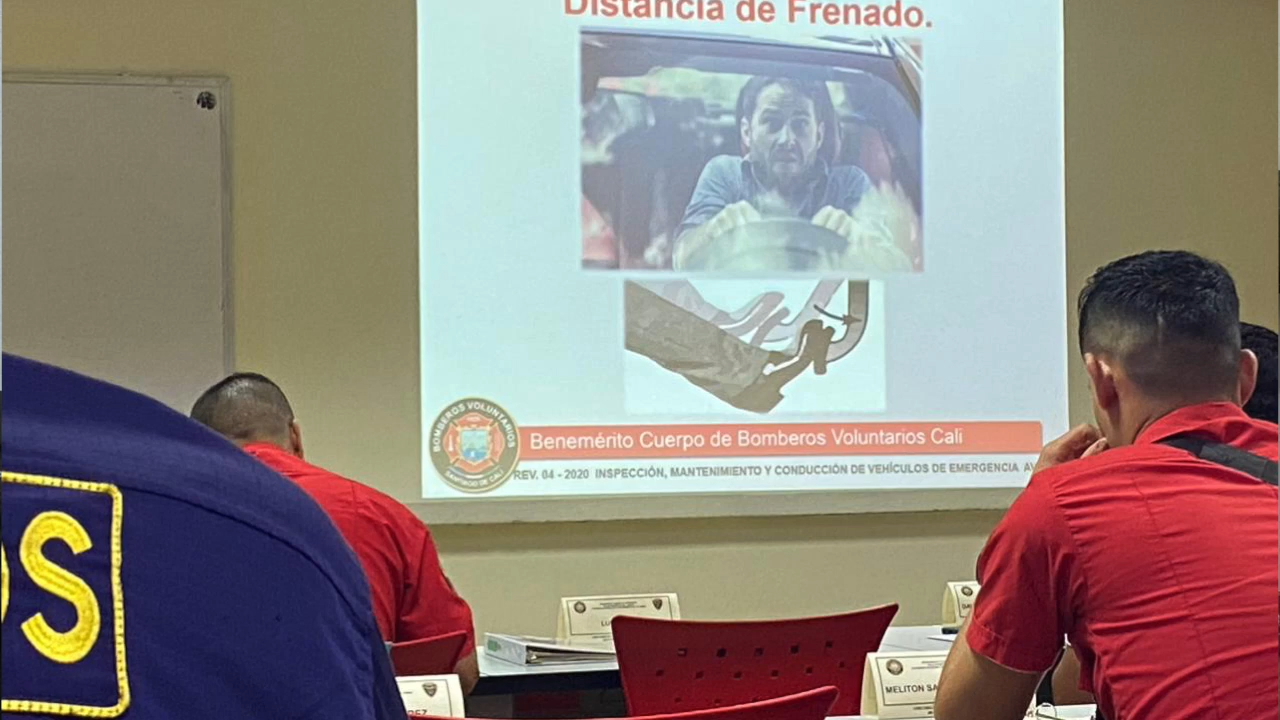 Distancia de Frenado.
BOMBEROS VOLUNTARIOS
SANTIAGO DE CALI
Benemérito Cuerpo de Bomberos Voluntarios Cali
REV. 04 - 2020 INSPECCIÓN, MANTENIMIENTO Y CONDUCCIÓN DE VEHÍCULOS DE EMERGENCIA
OS
MELITON